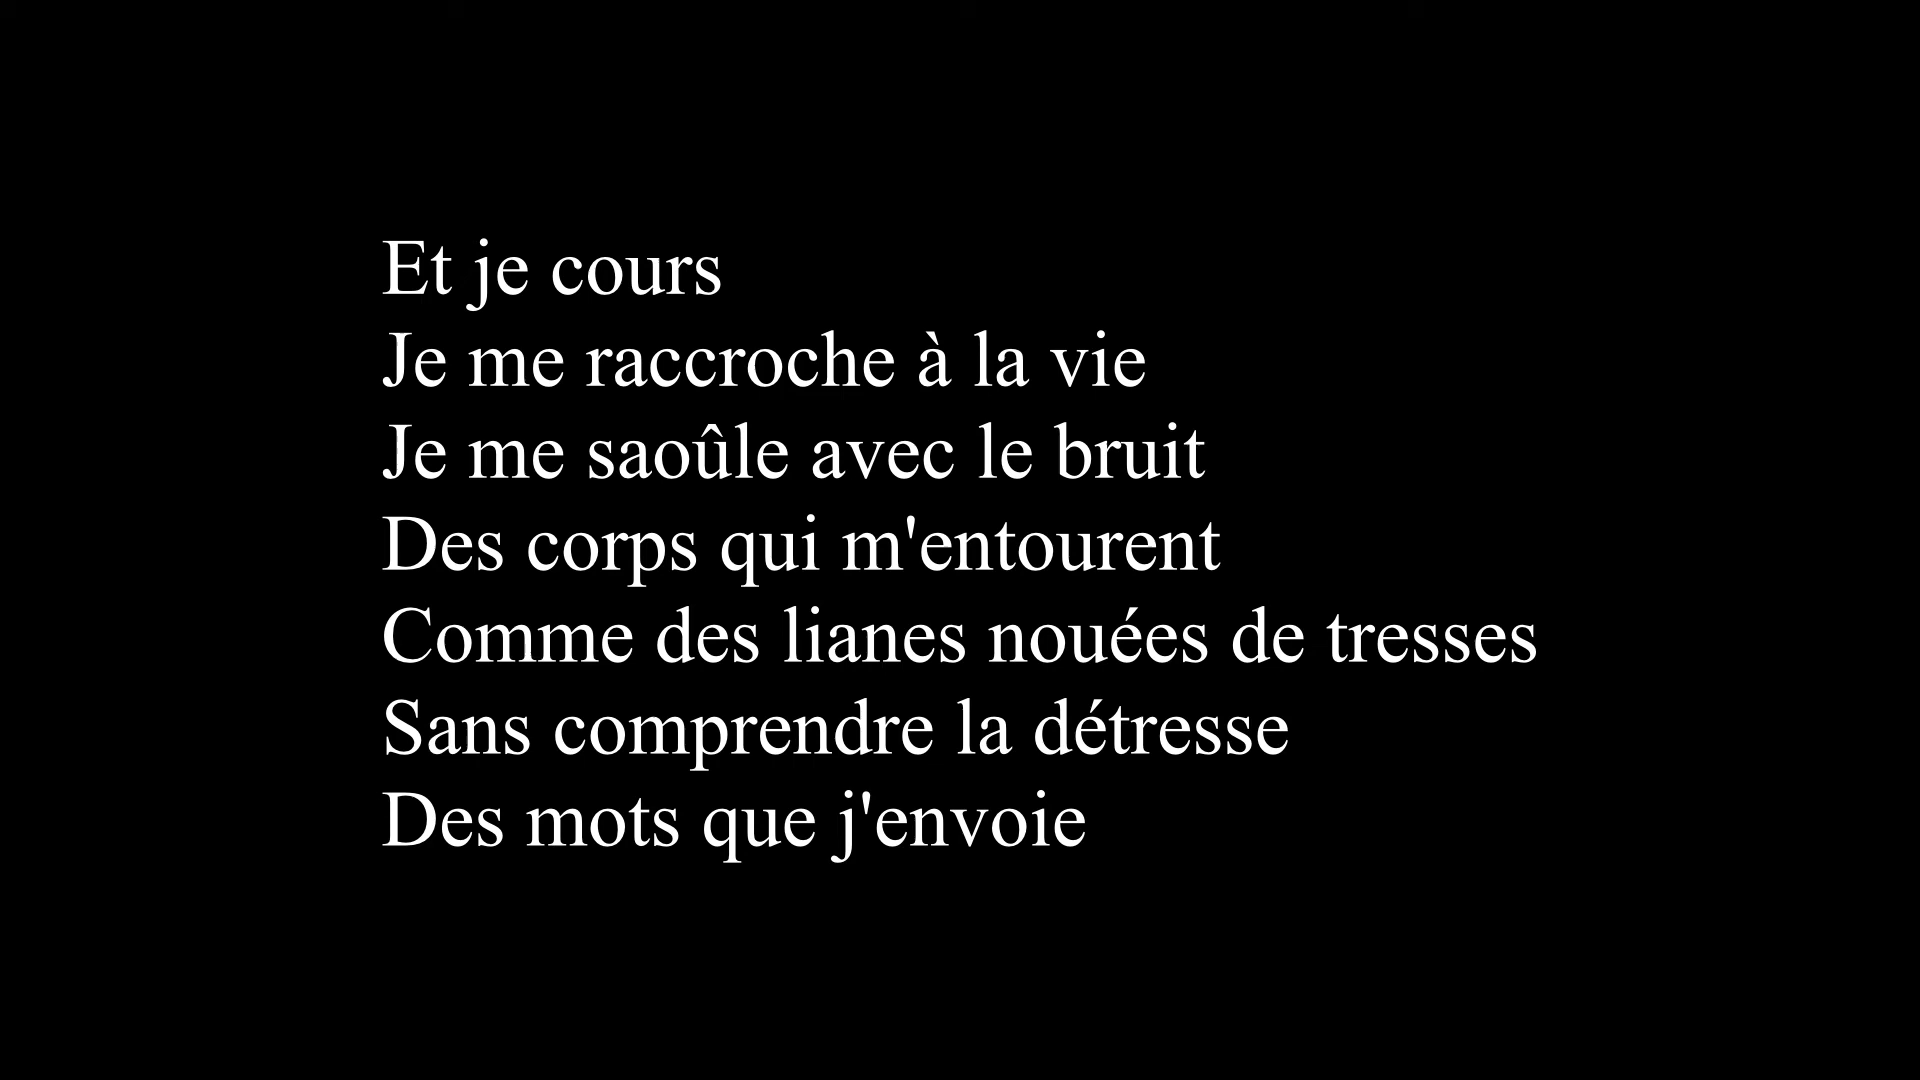 Et je cours
Je me raccroche à la vie
Je me saoûle avec le bruit
Des corps qui m'entourent
Comme des lianes nouées de tresses
Sans comprendre la détresse
Des mots que j'envoie